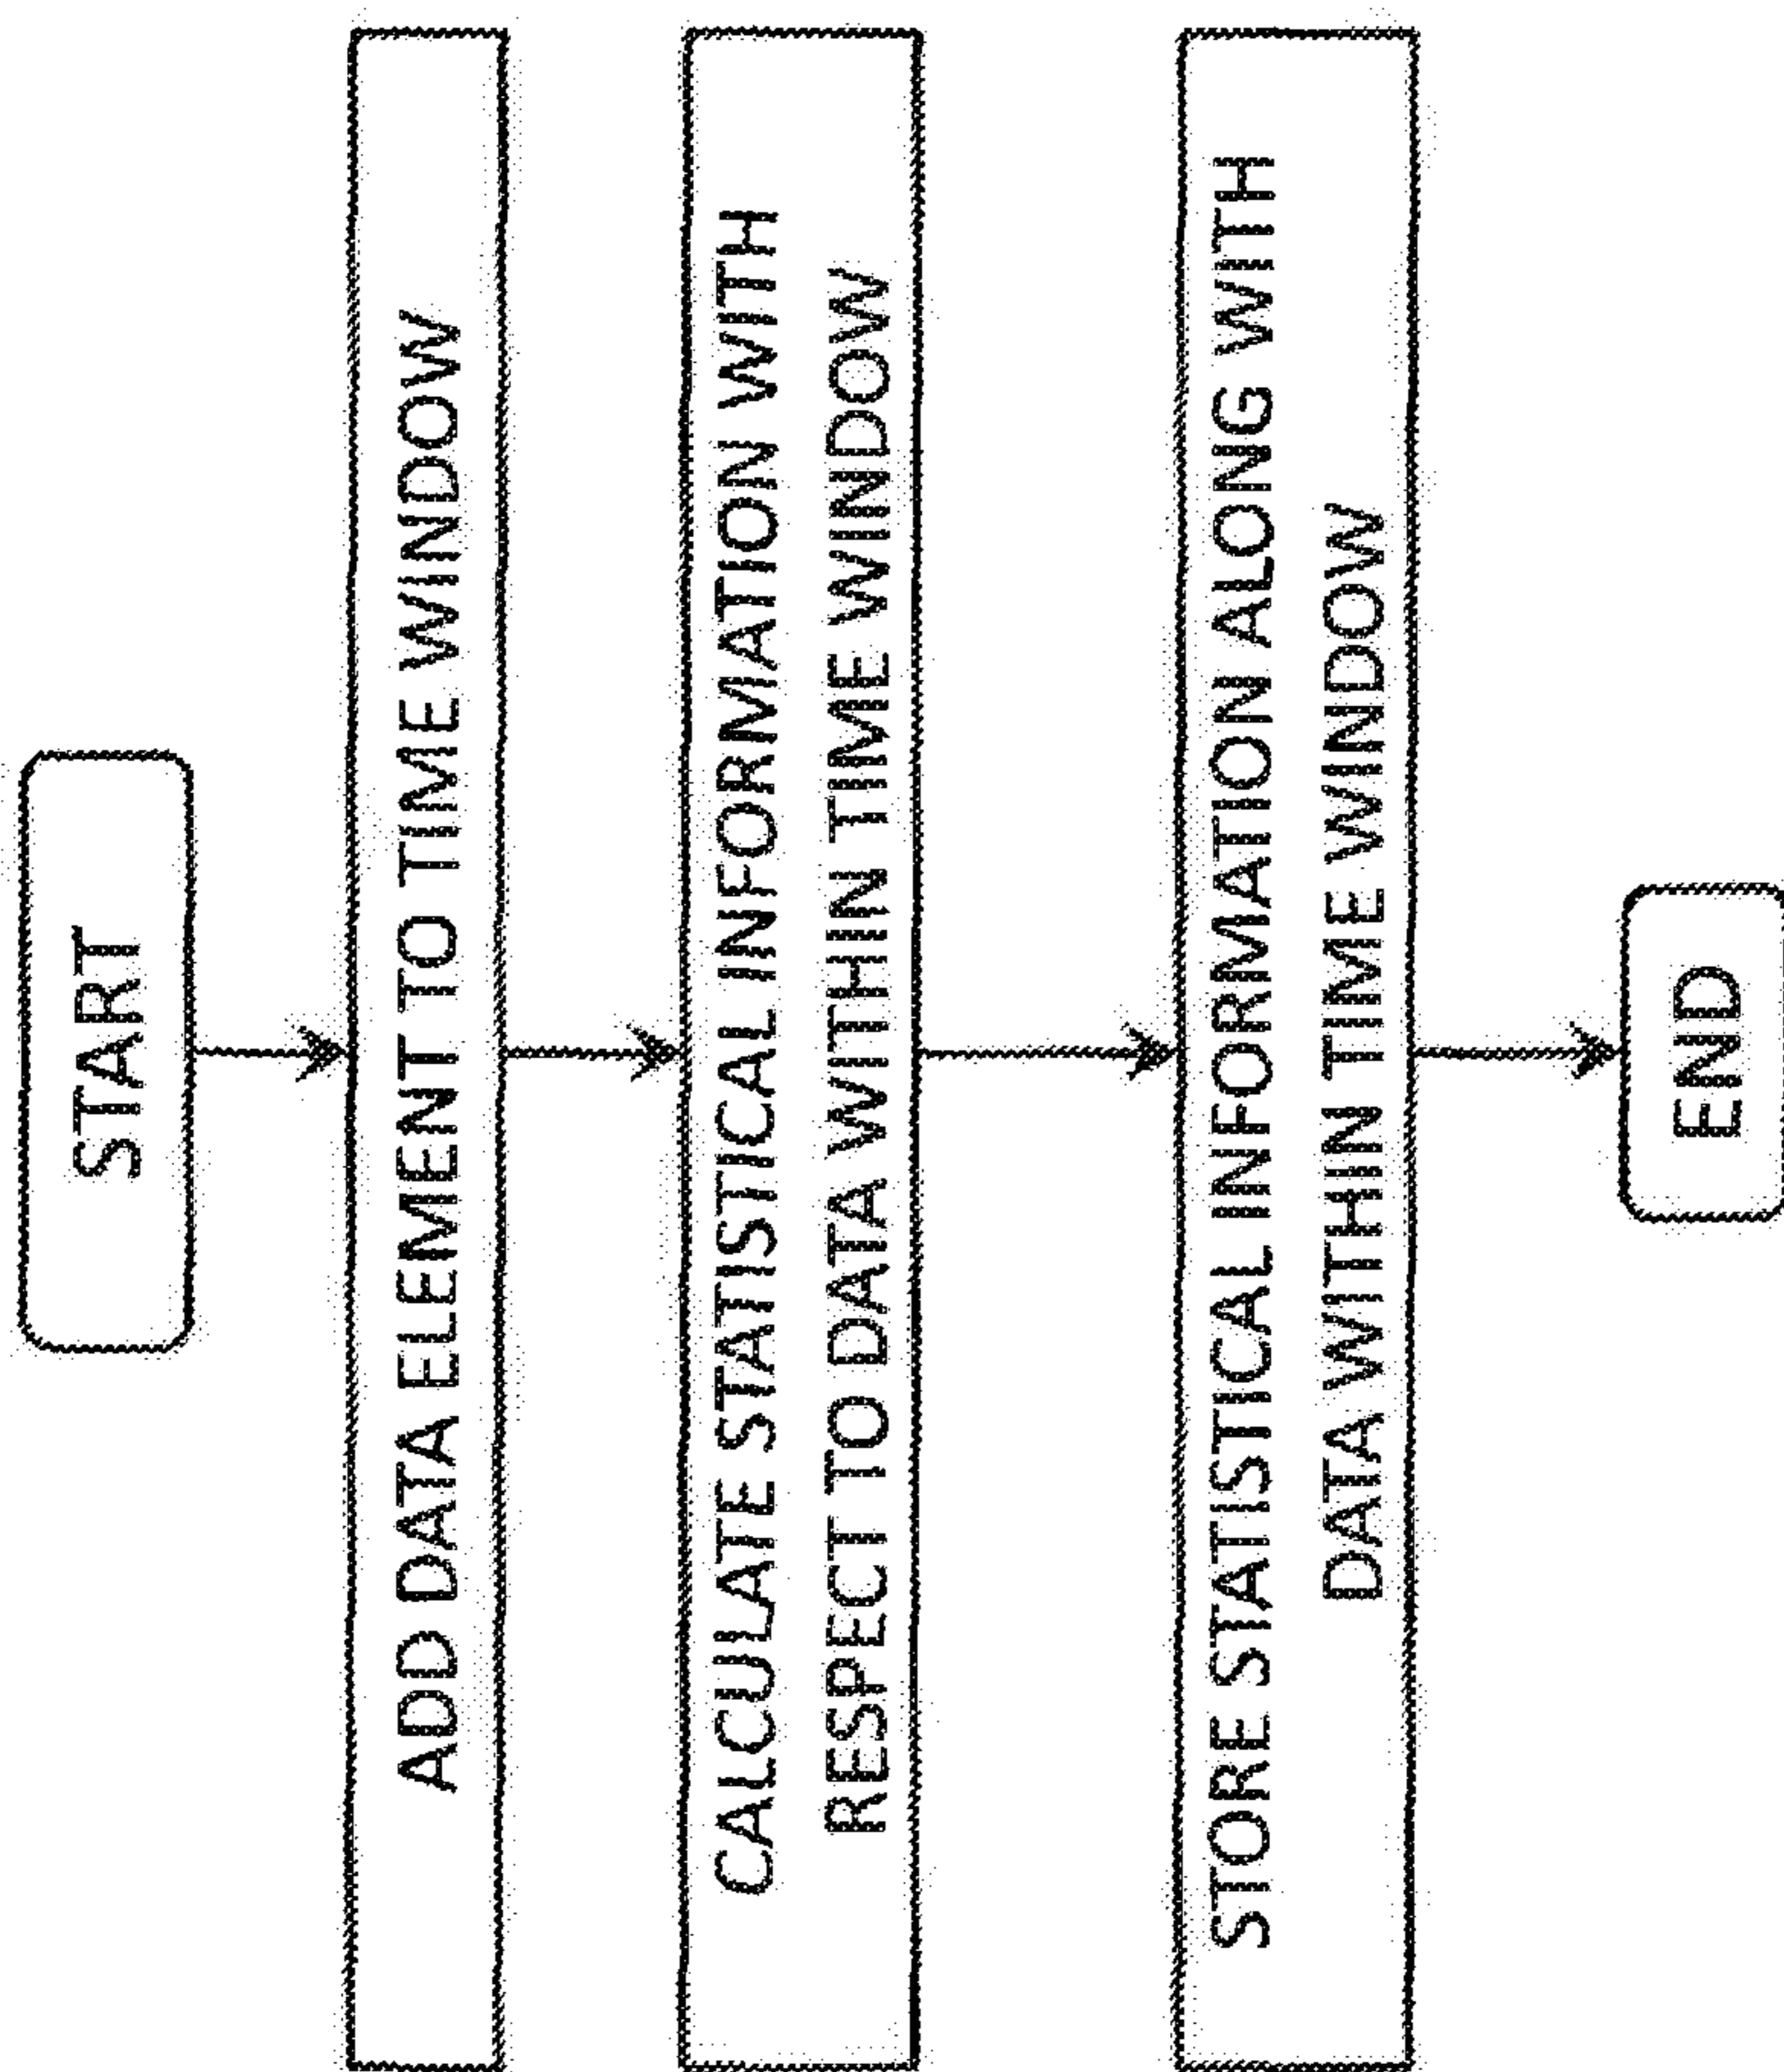 START
ADD DATA ELEMENT TO TIME WINDOW
CALCULATE STATISTICAL INFORMATION WITH
RESPECT TO DATA WITHIN TIME WINDOW
STORE STATISTICAL INFORMATION ALONG WITH
DATA WITHIN TIME WINDOW
END